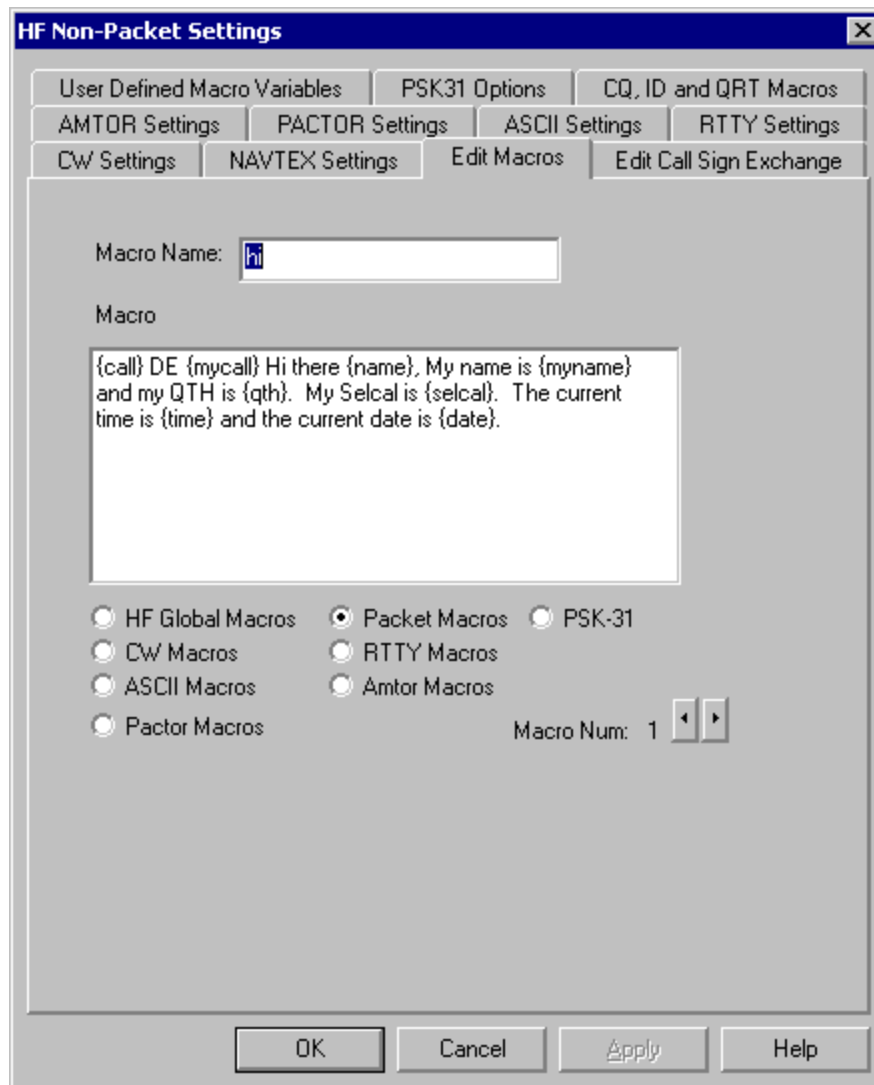 HF Non-Packet Settings
User Defined Macro Variables PSK31 Options CQ, ID and QRT Macros
AMTOR Settings PACTOR Settings ASCII Settings RTTY Settings
CW Settings NAVTEX Settings Edit Macros Edit Call Sign Exchange
Macro Name: hi
Macro
{call} DE {mycall} Hi there {name}, My name is {myname}
and my QTH is {qth}.  My Selcal is {selcal}.  The current
time is {time} and the current date is {date}.
HF Global Macros Packet Macros PSK-31
CW Macros RTTY Macros
ASCII Macros Amtor Macros
Pactor Macros Macro Num: 1
OK Cancel Apply Help